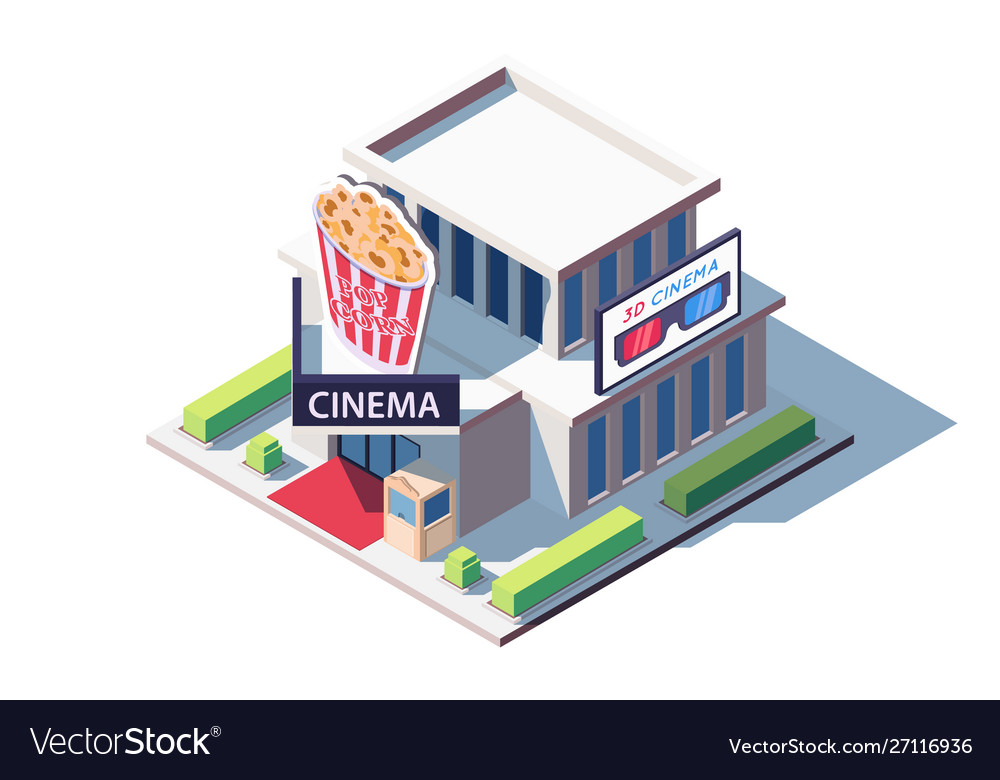 POP
CORN
3D CINEMA
CINEMA
VectorStock®
VectorStock.com/27116936